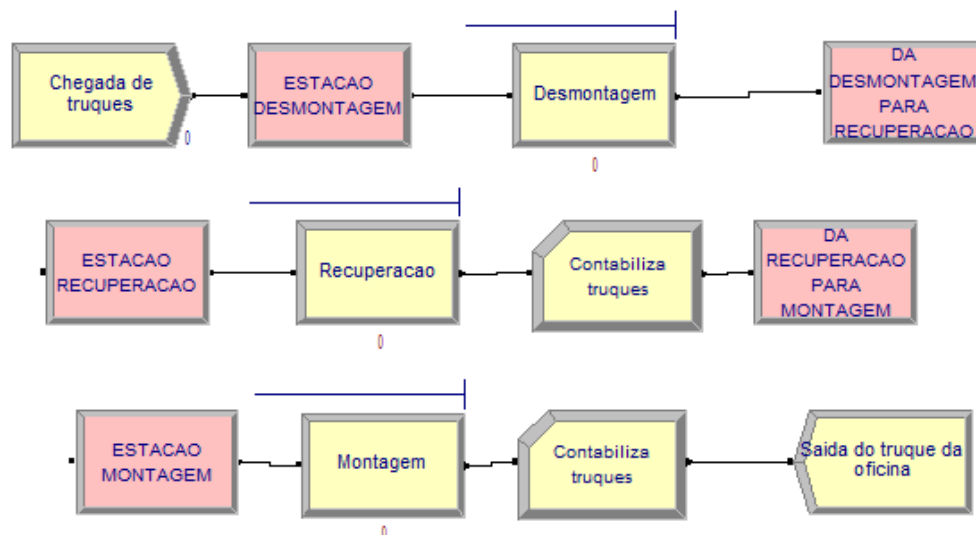 Chegada de
truques
0
ESTACAO
DESMONTAGEM
Desmontagem
0
DA
DESMONTAGEM
PARA
RECUPERACAO
ESTACAO
RECUPERACAO
Recuperacao
0
Contabiliza
truques
DA
RECUPERACAO
PARA
MONTAGEM
ESTACAO
MONTAGEM
Montagem
0
Contabiliza
truques
Saida do truque da
oficina